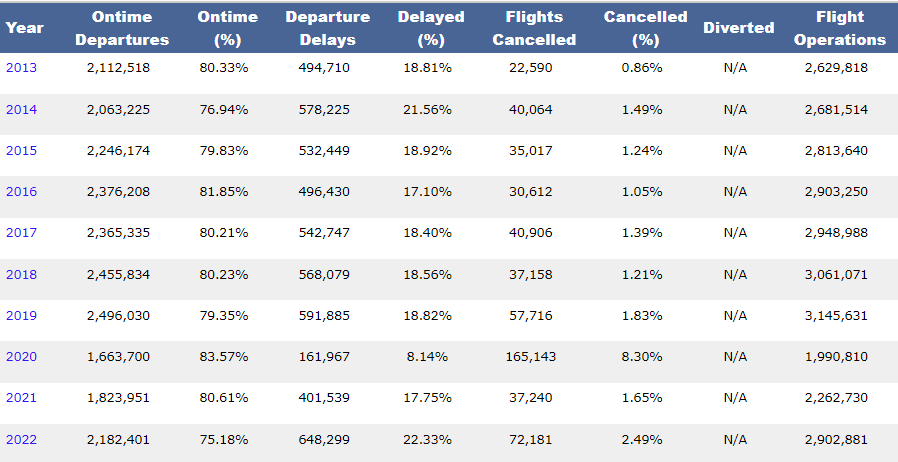 Year Ontime Departures Ontime (%) Departure Delays Delayed (%) Flights Cancelled Cancelled (%) Diverted Flight Operations
2013 2,112,518 80.33% 494,710 18.81% 22,590 0.86% N/A 2,629,818
2014 2,063,225 76.94% 578,225 21.56% 40,064 1.49% N/A 2,681,514
2015 2,246,174 79.83% 532,449 18.92% 35,017 1.24% N/A 2,813,640
2016 2,376,208 81.85% 496,430 17.10% 30,612 1.05% N/A 2,903,250
2017 2,365,335 80.21% 542,747 18.40% 40,906 1.39% N/A 2,948,988
2018 2,455,834 80.23% 568,079 18.56% 37,158 1.21% N/A 3,061,071
2019 2,496,030 79.35% 591,885 18.82% 57,716 1.83% N/A 3,145,631
2020 1,663,700 83.57% 161,967 8.14% 165,143 8.30% N/A 1,990,810
2021 1,823,951 80.61% 401,539 17.75% 37,240 1.65% N/A 2,262,730
2022 2,182,401 75.18% 648,299 22.33% 72,181 2.49% N/A 2,902,881